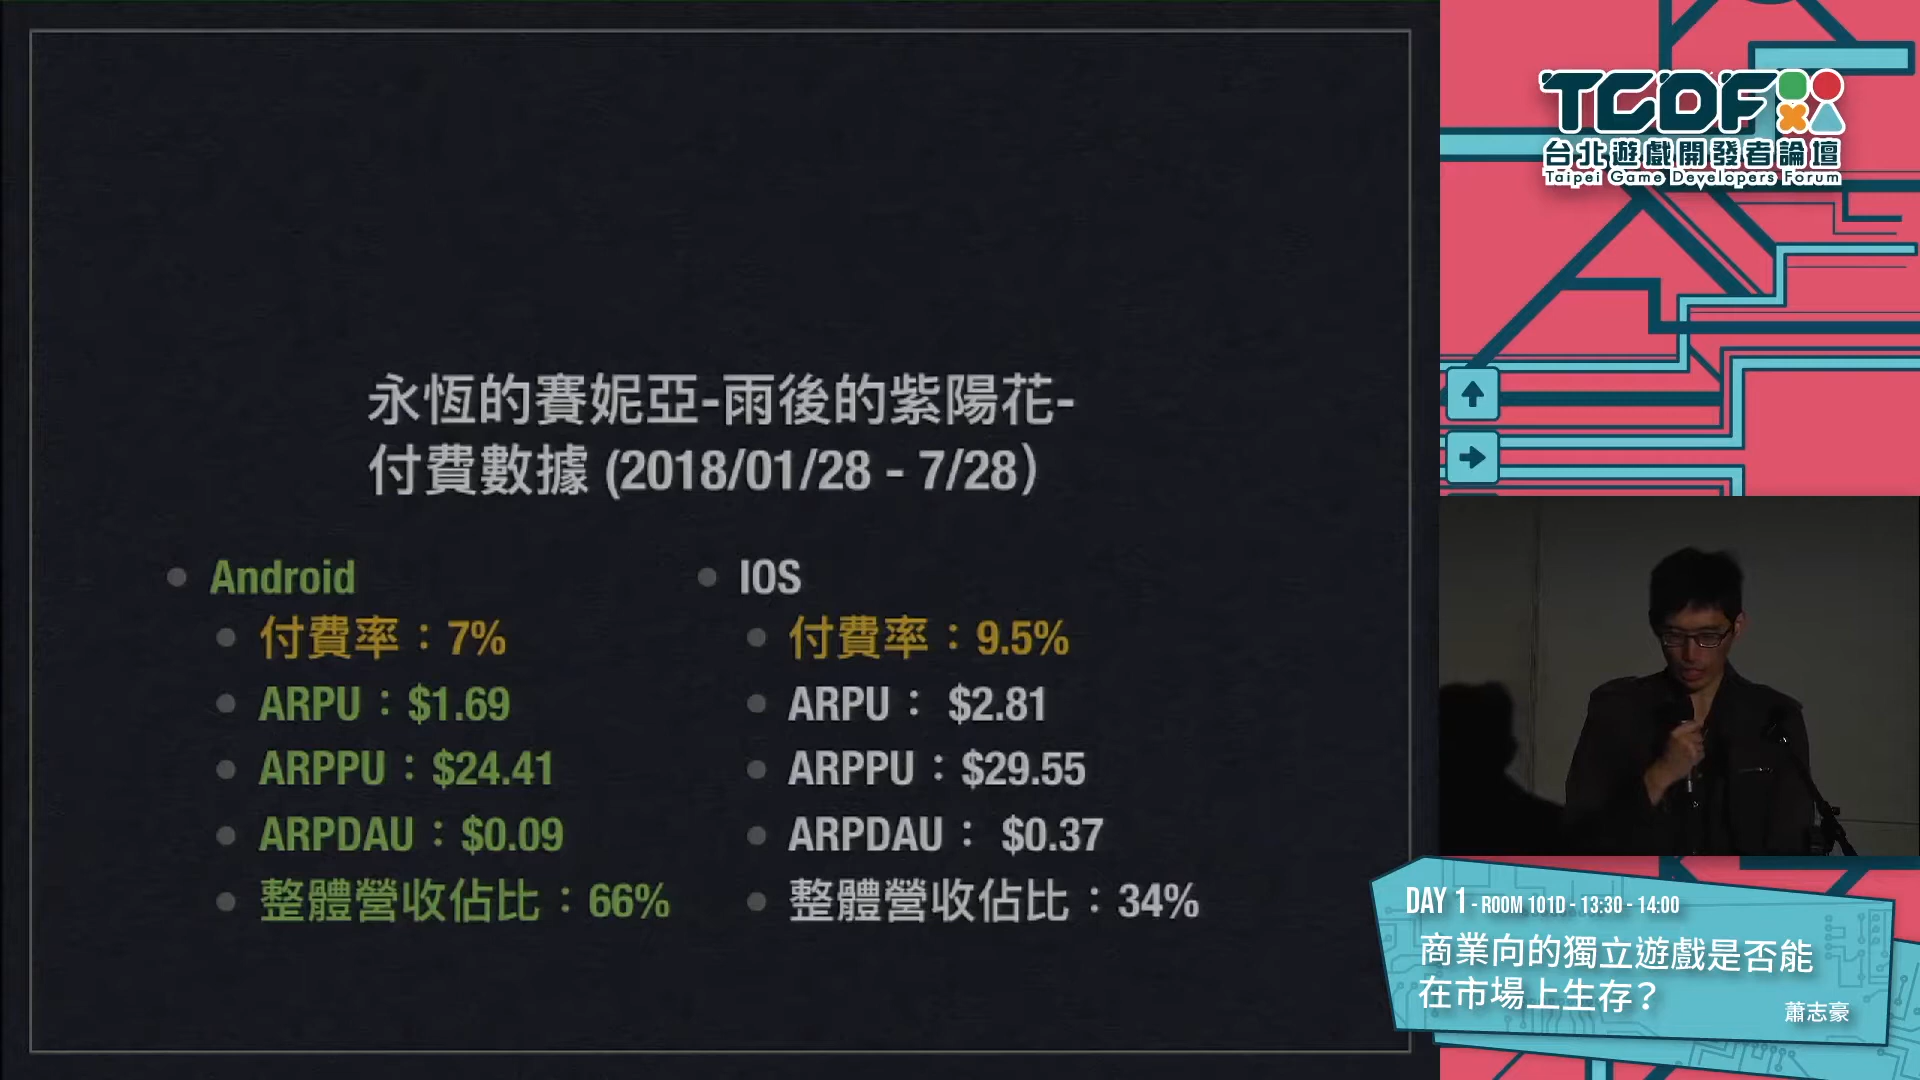 永恆的賽妮亞-雨後的紫陽花-
付費數據 (2018/01/28 - 7/28)
Android
付費率：7%
ARPU：$1.69
ARPPU：$24.41
ARPDAU：$0.09
整體營收佔比：66%
IOS
付費率：9.5%
ARPU： $2.81
ARPPU：$29.55
ARPDAU： $0.37
整體營收佔比：34%
TGDF
台北遊戲開發者論壇
Taipei Game Developers Forum
DAY 1 - ROOM 101D - 13:30 - 14:00
商業向的獨立遊戲是否能
在市場上生存？
蕭志豪